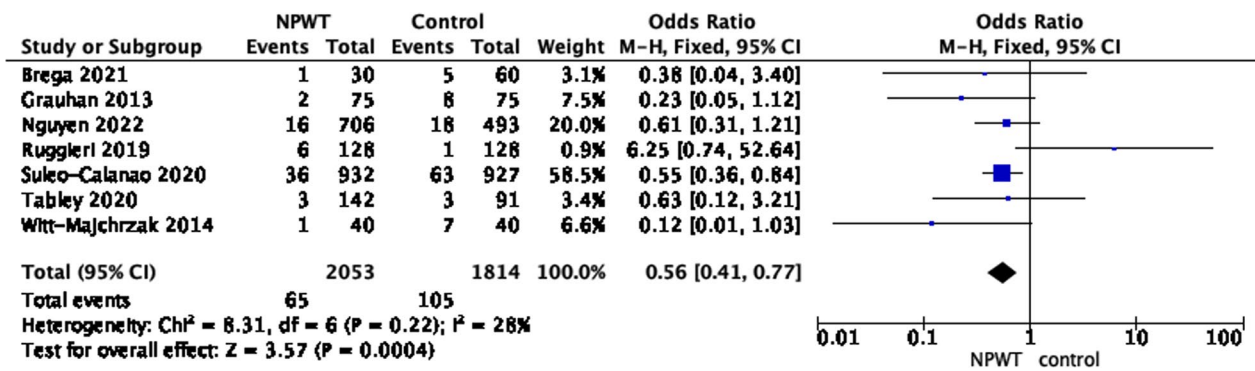 NPWT Control Odds Ratio Odds Ratio
Study or Subgroup Events Total Events Total Weight M-H, Fixed, 95% CI M-H, Fixed, 95% CI
Brega 2021 1 30 5 60 3.1% 0.38 [0.04, 3.40]
Grauhan 2013 2 75 8 75 7.5% 0.23 [0.05, 1.12]
Nguyen 2022 16 706 18 493 20.0% 0.61 [0.31, 1.21]
Ruggieri 2019 6 128 1 128 0.9% 6.25 [0.74, 52.64]
Suleo-Calanao 2020 36 932 63 927 58.5% 0.55 [0.36, 0.84]
Tabley 2020 3 142 3 91 3.4% 0.63 [0.12, 3.21]
Witt-Majchrzak 2014 1 40 7 40 6.6% 0.12 [0.01, 1.03]
Total (95% CI) 2053 1814 100.0% 0.56 [0.41, 0.77]
Total events 65 105
Heterogeneity: Chi² = 8.31, df = 6 (P = 0.22); I² = 28%
Test for overall effect: Z = 3.57 (P = 0.0004)
0.01 0.1 1 10 100
NPWT control